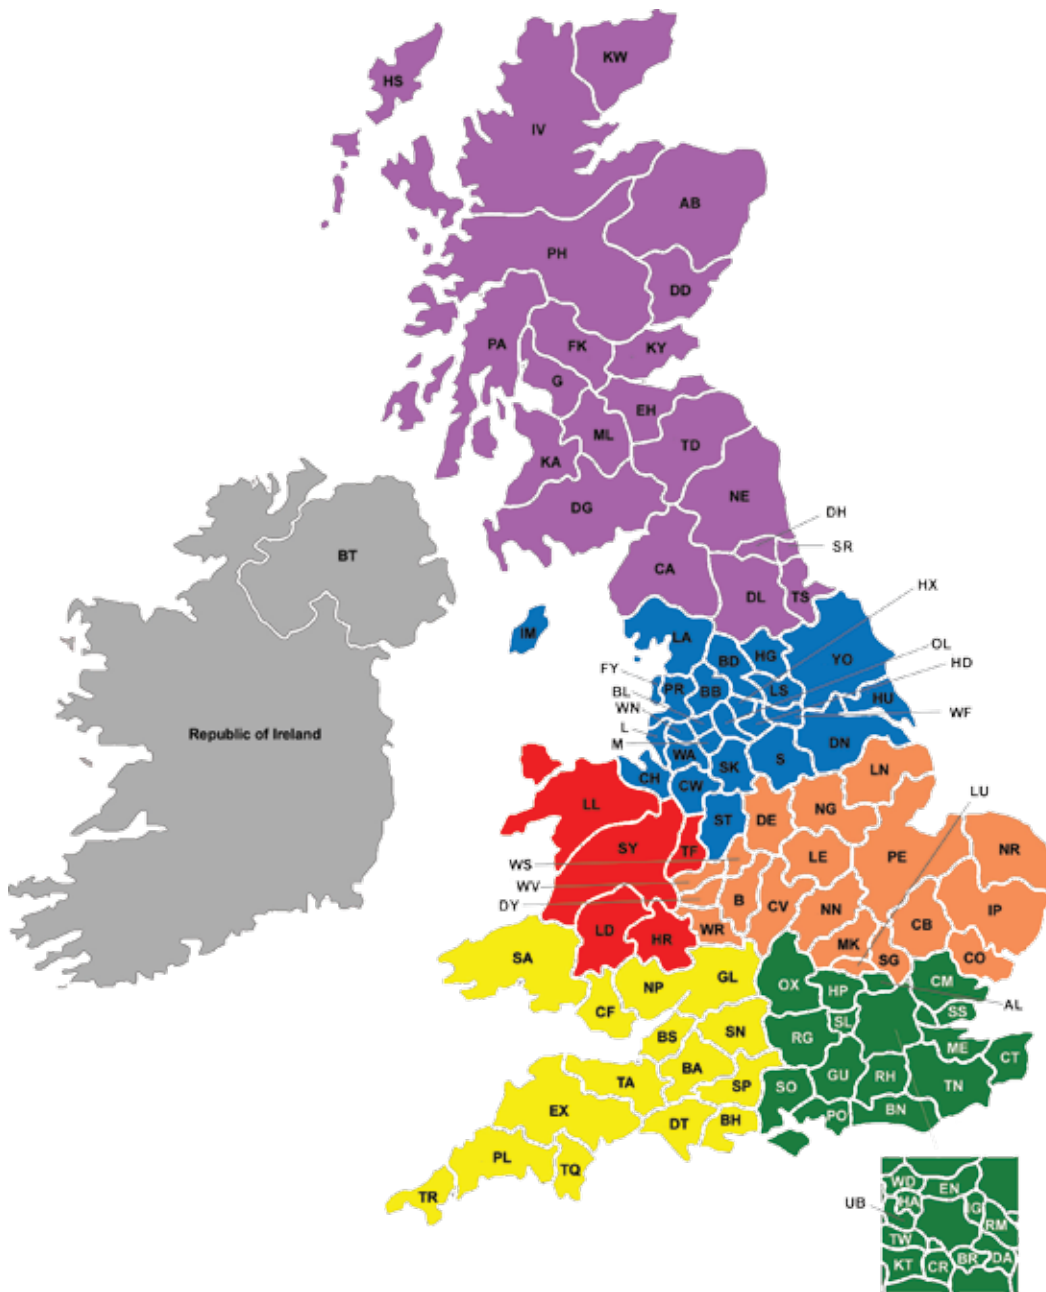 KW
HS
IV
AB
PH
DD
PA
FK
KY
G
EH
ML
TD
KA
NE
DG
DH
SR
BT
CA
DL
TS
HX
IM
LA
OL
HG
YO
BD
HD
FY
PR
BB
LS
HU
BL
WN
WF
L
M
WA
SK
S
DN
CH
CW
LN
Republic of Ireland
LL
ST
DE
NG
LU
SY
TF
LE
PE
NR
WS
WV
DY
B
CV
NN
CB
IP
LD
HR
WR
MK
SG
CO
SA
NP
GL
OX
HP
CM
AL
CF
SL
SS
BS
SN
RG
ME
CT
TA
BA
SP
SO
GU
RH
TN
EX
DT
BH
PO
BN
PL
TQ
TR
WD
EN
UB
HA
IG
RM
TW
KT
CR
BR
DA